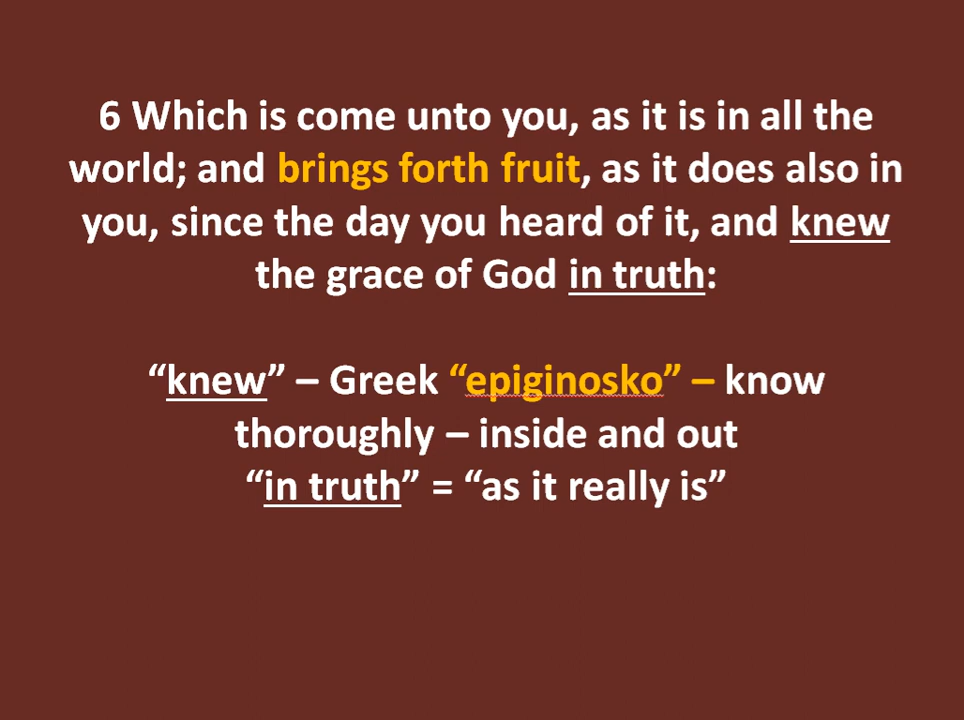 6 Which is come unto you, as it is in all the
world; and brings forth fruit, as it does also in
you, since the day you heard of it, and knew
the grace of God in truth:
“knew” – Greek “epiginosko” – know
thoroughly – inside and out
“in truth” = “as it really is”